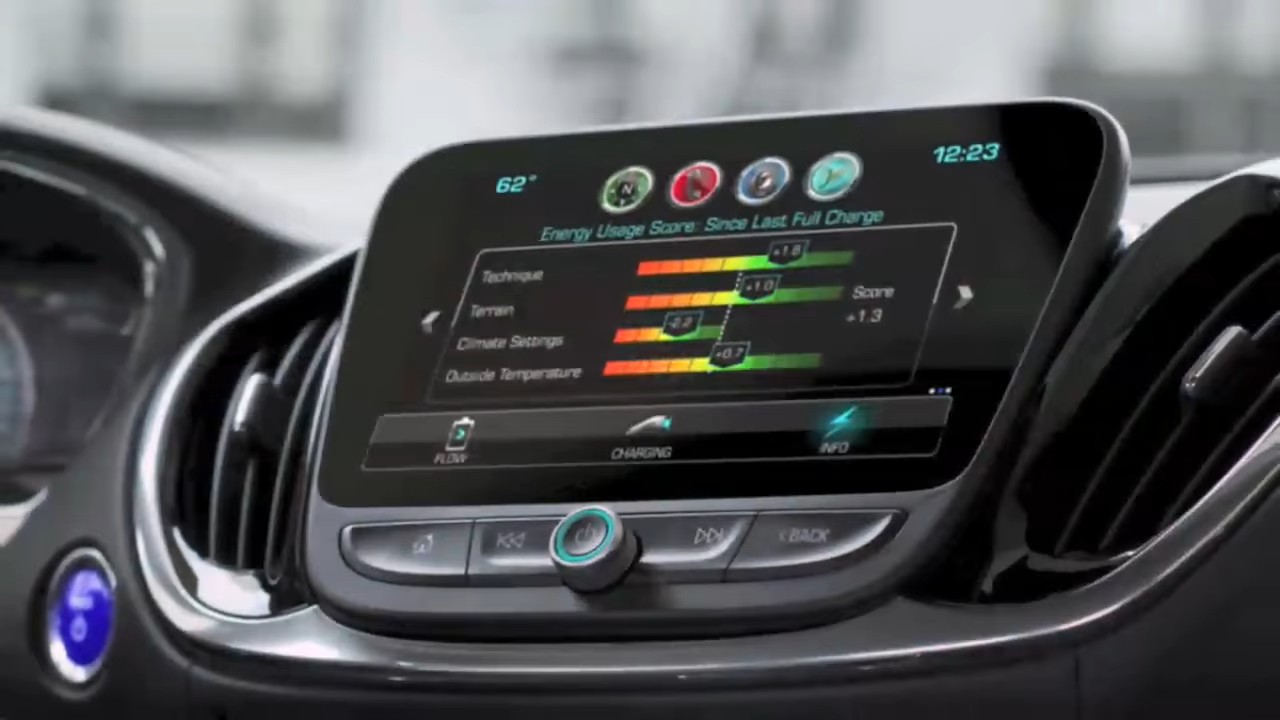 62°
12:23
N
Energy Usage Score: Since Last Full Charge
Technique
+1.6
Terrain
+1.0
Score
+1.3
Climate Settings
-2.2
Outside Temperature
+0.7
FLOW
CHARGING
INFO
< BACK